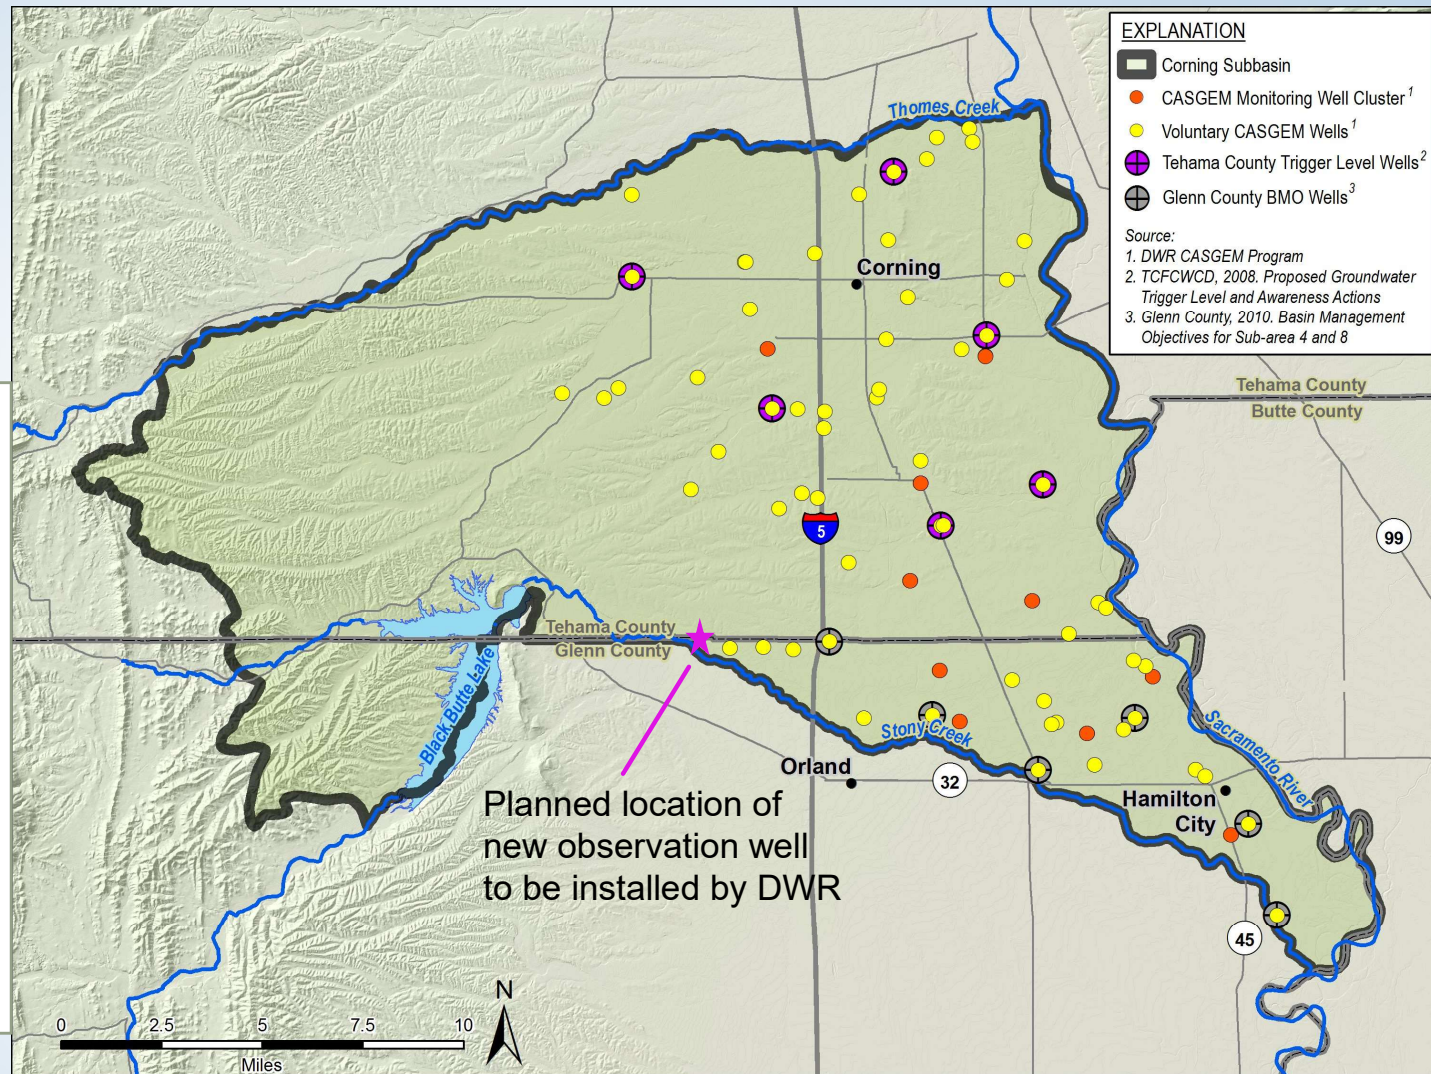 EXPLANATION
Corning Subbasin
CASGEM Monitoring Well Cluster 1
Voluntary CASGEM Wells 1
Tehama County Trigger Level Wells 2
Glenn County BMO Wells 3
Source:
1. DWR CASGEM Program
2. TCFCWCD, 2008. Proposed Groundwater
Trigger Level and Awareness Actions
3. Glenn County, 2010. Basin Management
Objectives for Sub-area 4 and 8
Thomes Creek
Corning
Tehama County
Butte County
5
99
Tehama County
Glenn County
Black Butte Lake
Stony Creek
Sacramento River
Orland
32
Hamilton
City
Planned location of
new observation well
to be installed by DWR
45
N
0 2.5 5 7.5 10
Miles